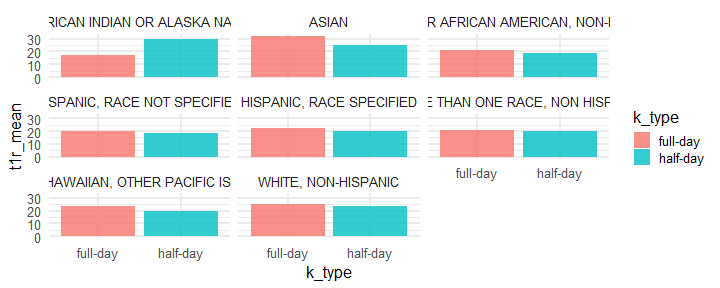 RICAN INDIAN OR ALASKA NA
ASIAN
R AFRICAN AMERICAN, NON-
30
20
10
0
SPANIC, RACE NOT SPECIFIE
HISPANIC, RACE SPECIFIED
E THAN ONE RACE, NON HISP
30
20
10
0
HAWAIIAN, OTHER PACIFIC IS
WHITE, NON-HISPANIC
full-day half-day
30
20
10
0
full-day half-day
full-day half-day
k_type
t1r_mean
k_type
full-day
half-day